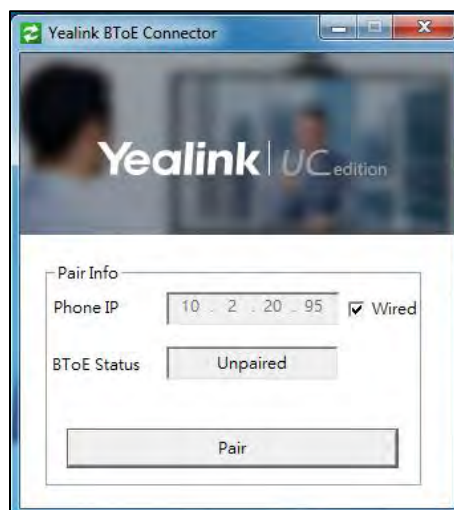 Yealink BToE Connector
Yealink | UC edition
Pair Info
Phone IP 10 . 2 . 20 . 95 Wired
BToE Status Unpaired
Pair